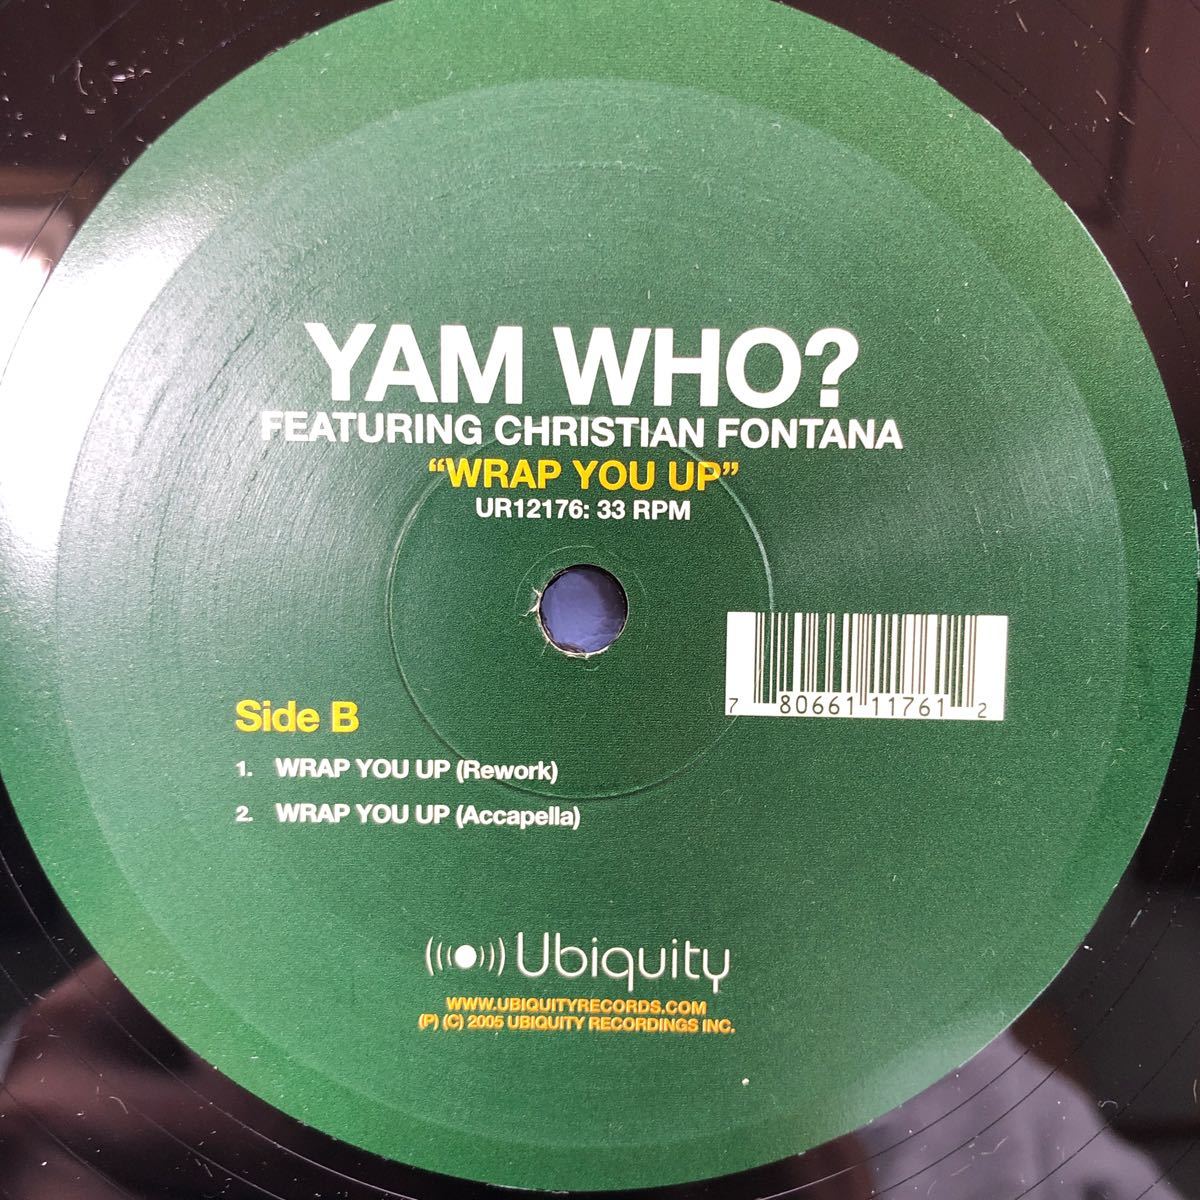 YAM WHO?
FEATURING CHRISTIAN FONTANA
“WRAP YOU UP”
UR12176: 33 RPM
7 80661 11761 2
Side B
1. WRAP YOU UP (Rework)
2. WRAP YOU UP (Accapella)
Ubiquity
WWW.UBIQUITYRECORDS.COM
(P) (C) 2005 UBIQUITY RECORDINGS INC.